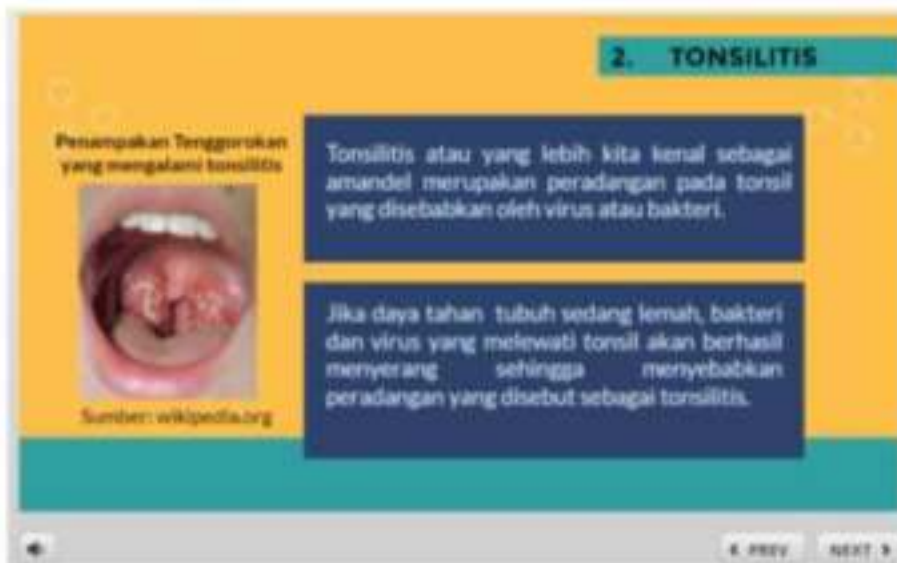 2. TONSILITIS
Penampakan Tenggorokan
yang mengalami tonsilitis
Sumber: wikipedia.org
Tonsilitis atau yang lebih kita kenal sebagai
amandel merupakan peradangan pada tonsil
yang disebabkan oleh virus atau bakteri.
Jika daya tahan tubuh sedang lemah, bakteri
dan virus yang melewati tonsil akan berhasil
menyerang sehingga menyebabkan
peradangan yang disebut sebagai tonsilitis.
PREV
NEXT